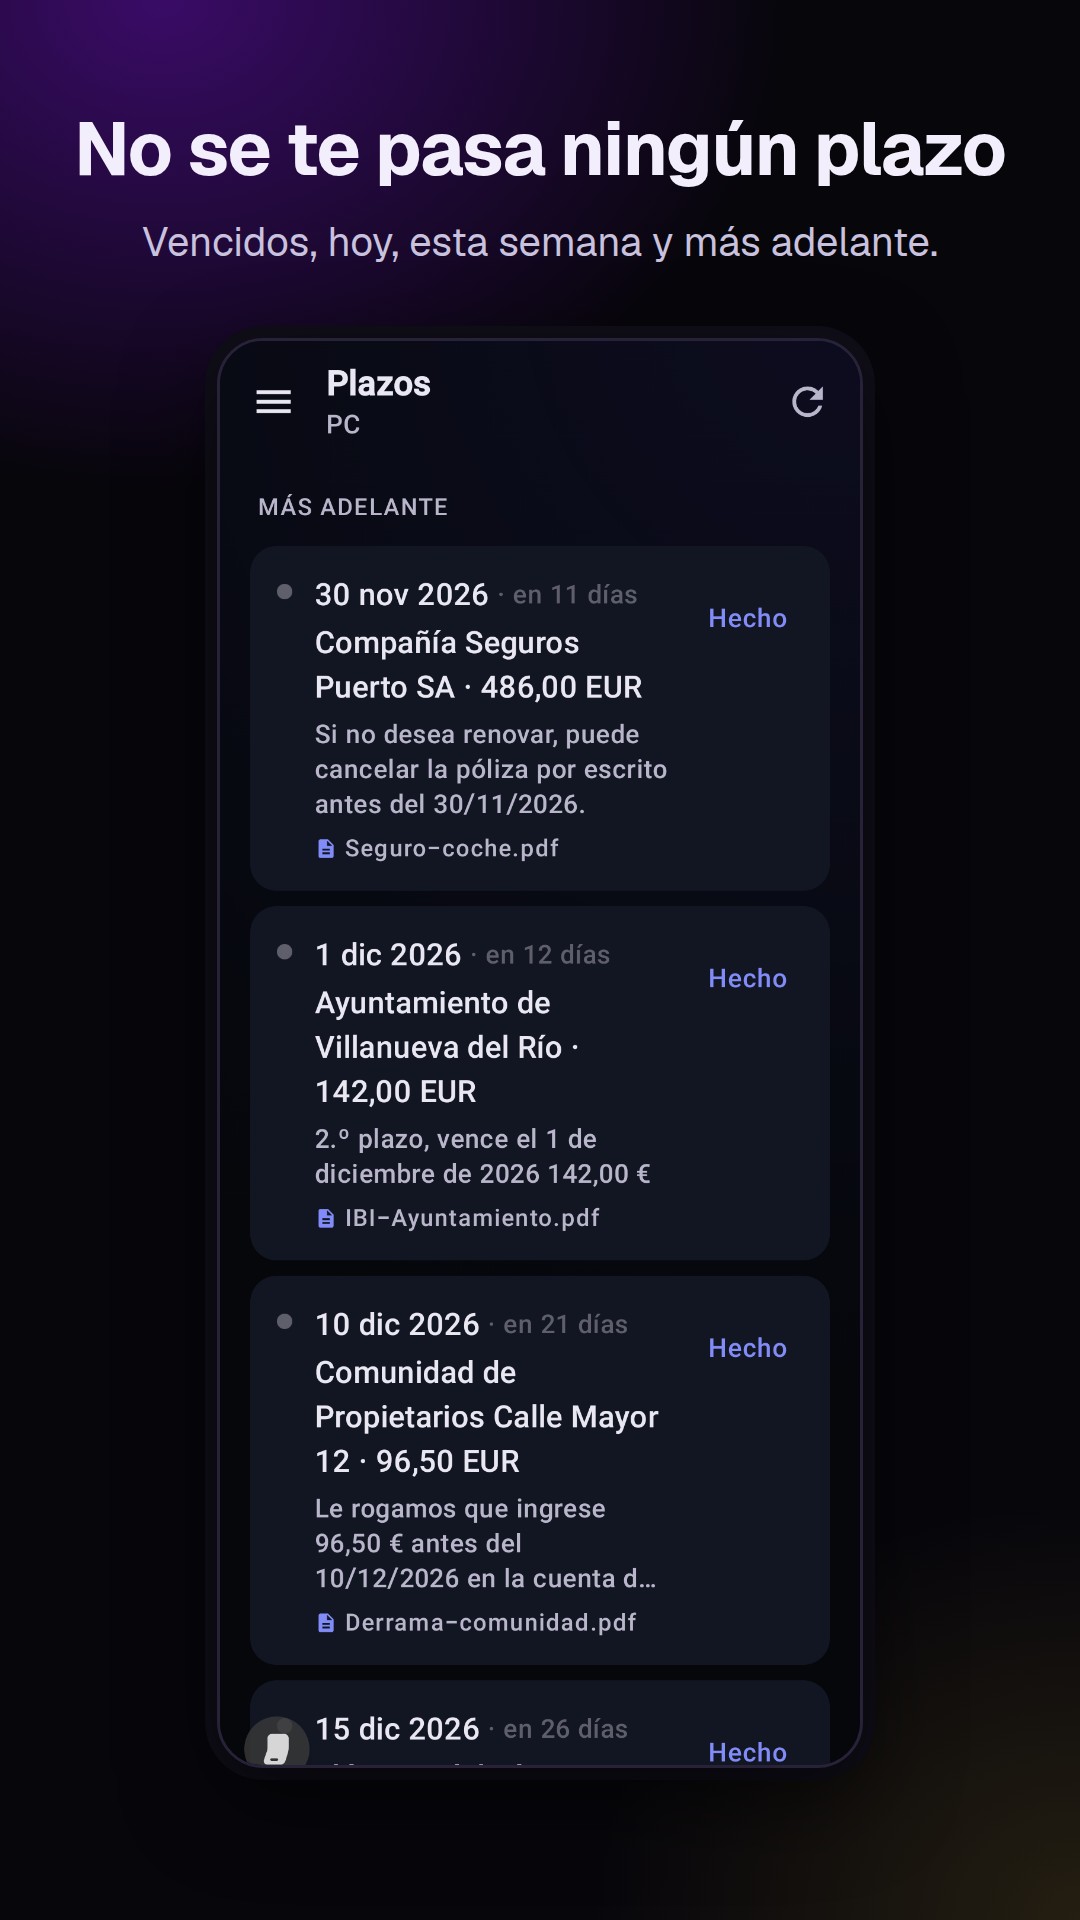 No se te pasa ningún plazo
Vencidos, hoy, esta semana y más adelante.
Plazos
PC
MÁS ADELANTE
30 nov 2026 · en 11 días
Hecho
Compañía Seguros
Puerto SA · 486,00 EUR
Si no desea renovar, puede
cancelar la póliza por escrito
antes del 30/11/2026.
Seguro-coche.pdf
1 dic 2026 · en 12 días
Hecho
Ayuntamiento de
Villanueva del Río ·
142,00 EUR
2.º plazo, vence el 1 de
diciembre de 2026 142,00 €
IBI-Ayuntamiento.pdf
10 dic 2026 · en 21 días
Hecho
Comunidad de
Propietarios Calle Mayor
12 · 96,50 EUR
Le rogamos que ingrese
96,50 € antes del
10/12/2026 en la cuenta d...
Derrama-comunidad.pdf
15 dic 2026 · en 26 días
Hecho